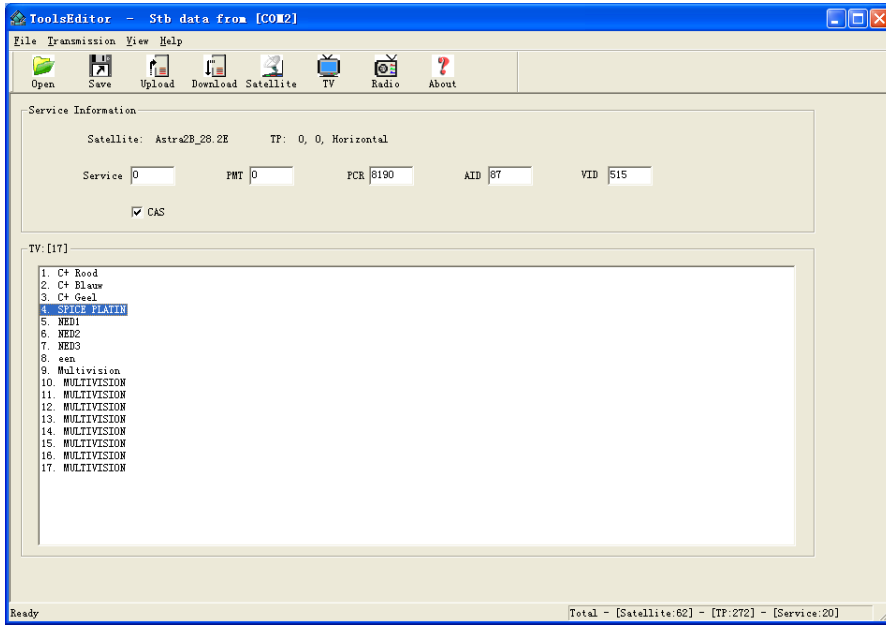 ToolsEditor - Stb data from [COM2]
File Transmission View Help
Open Save Upload Download Satellite TV Radio About
Service Information
Satellite: Astra2B_28.2E TP: 0, 0, Horizontal
Service 0 PMT 0 PCR 8190 AID 87 VID 515
CAS
TV:[17]
1. C+ Rood
2. C+ Blauw
3. C+ Geel
4. SPICE PLATIN
5. NED1
6. NED2
7. NED3
8. een
9. Multivision
10. MULTIVISION
11. MULTIVISION
12. MULTIVISION
13. MULTIVISION
14. MULTIVISION
15. MULTIVISION
16. MULTIVISION
17. MULTIVISION
Ready Total - [Satellite:62] - [TP:272] - [Service:20]